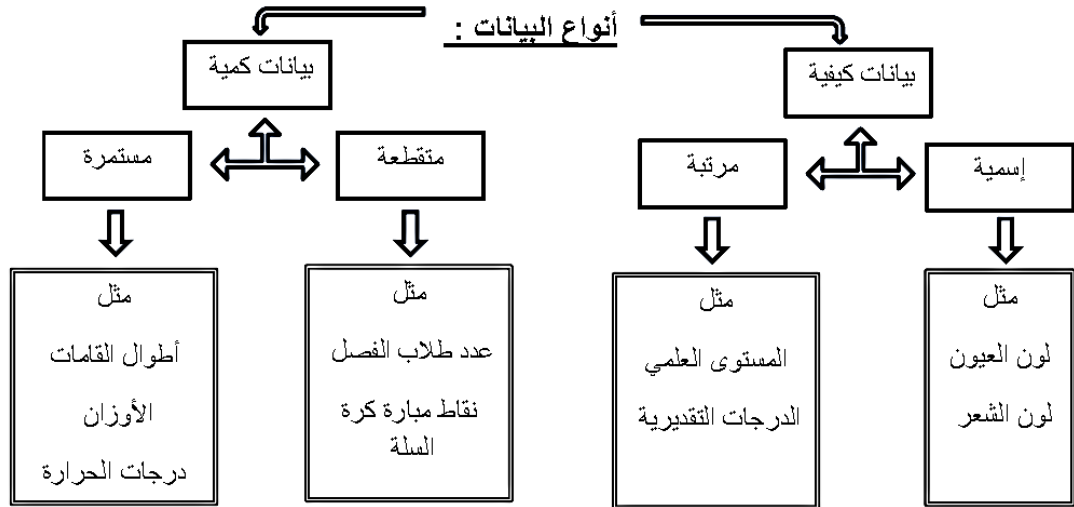 أنواع البيانات :
بيانات كيفية
بيانات كمية
إسمية
مرتبة
متقطعة
مستمرة
مثل
لون العيون
لون الشعر
مثل
المستوى العلمي
الدرجات التقديرية
مثل
عدد طلاب الفصل
نقاط مبارة كرة
السلة
مثل
أطوال القامات
الأوزان
درجات الحرارة